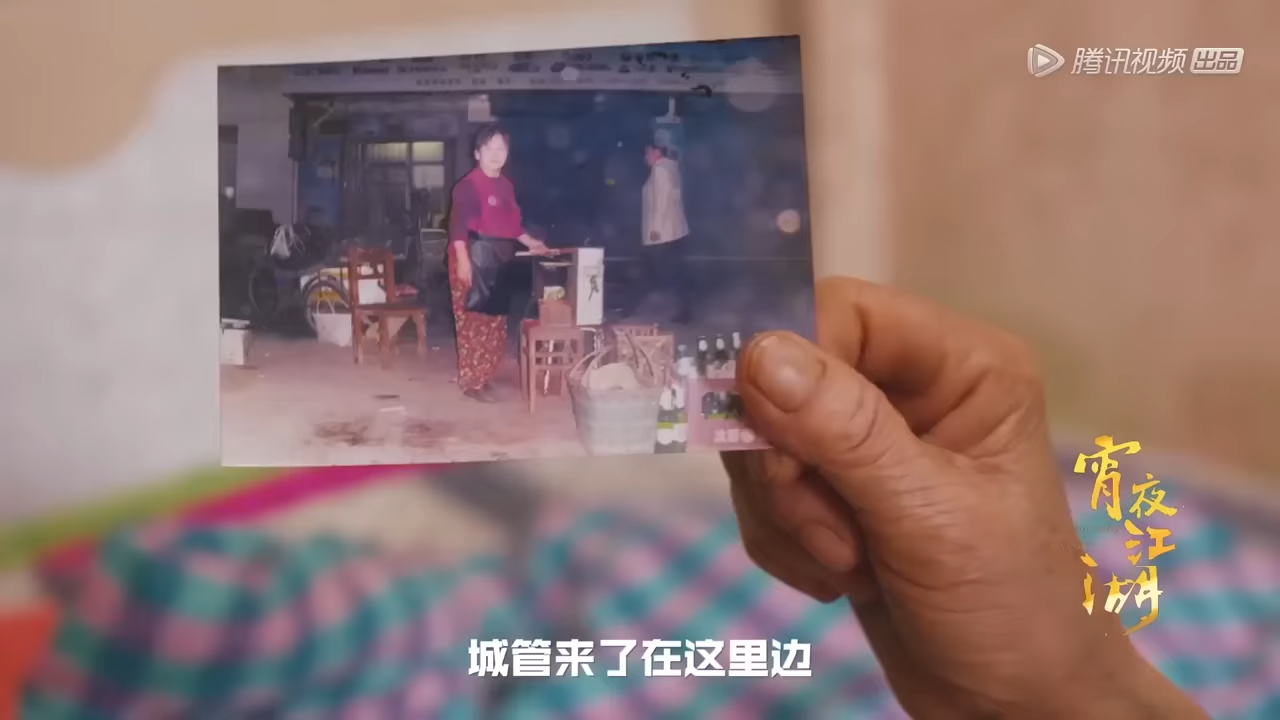 腾讯视频 出品
宵夜江湖
城管来了在这里边